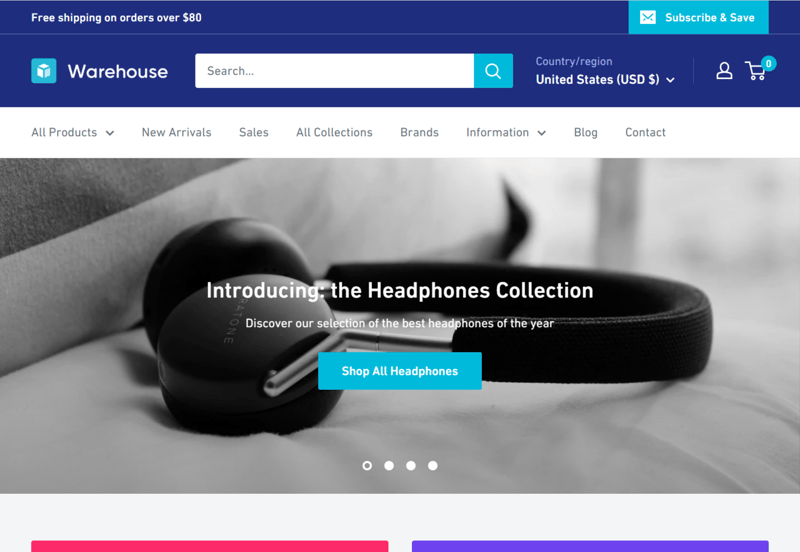 Free shipping on orders over $80
Subscribe & Save
Warehouse
Search...
Country/region
United States (USD $)
0
All Products
New Arrivals
Sales
All Collections
Brands
Information
Blog
Contact
RATONE
Introducing: the Headphones Collection
Discover our selection of the best headphones of the year
Shop All Headphones